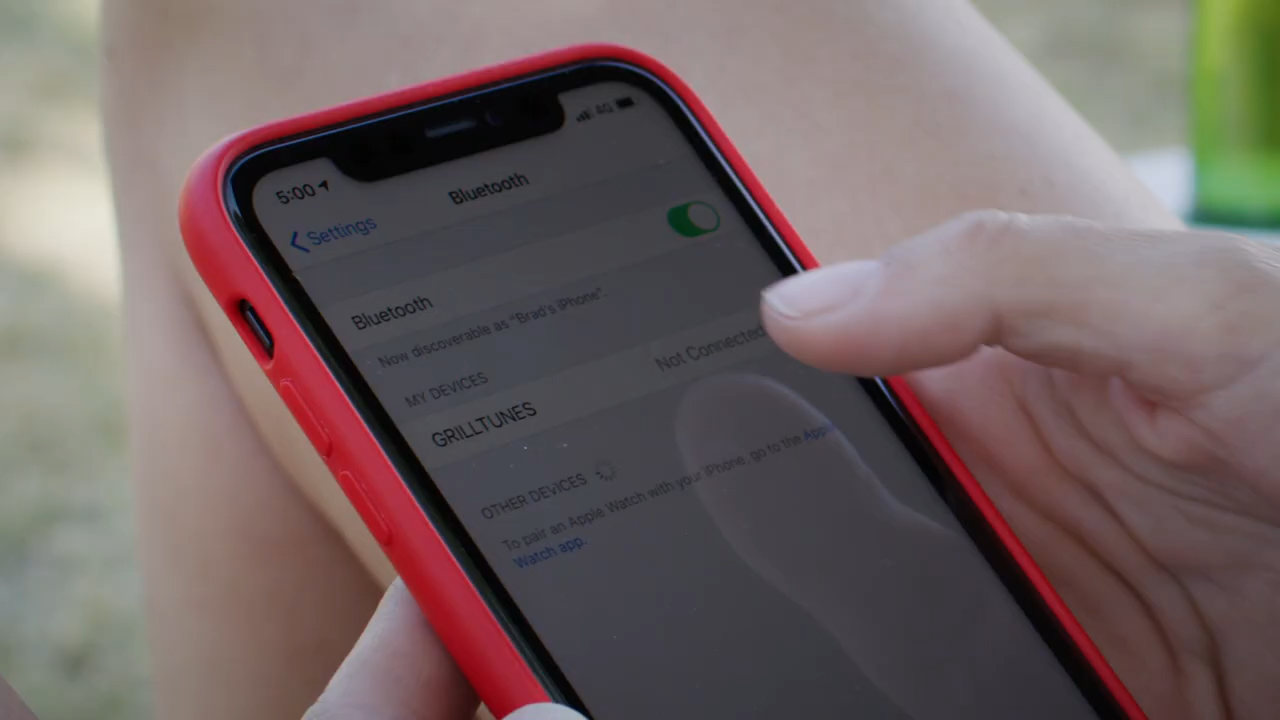 5:00
4G
Settings
Bluetooth
Bluetooth
Now discoverable as "Brad's iPhone".
MY DEVICES
GRILLTUNES Not Connected
OTHER DEVICES
To pair an Apple Watch with your iPhone, go to the Apple
Watch app.